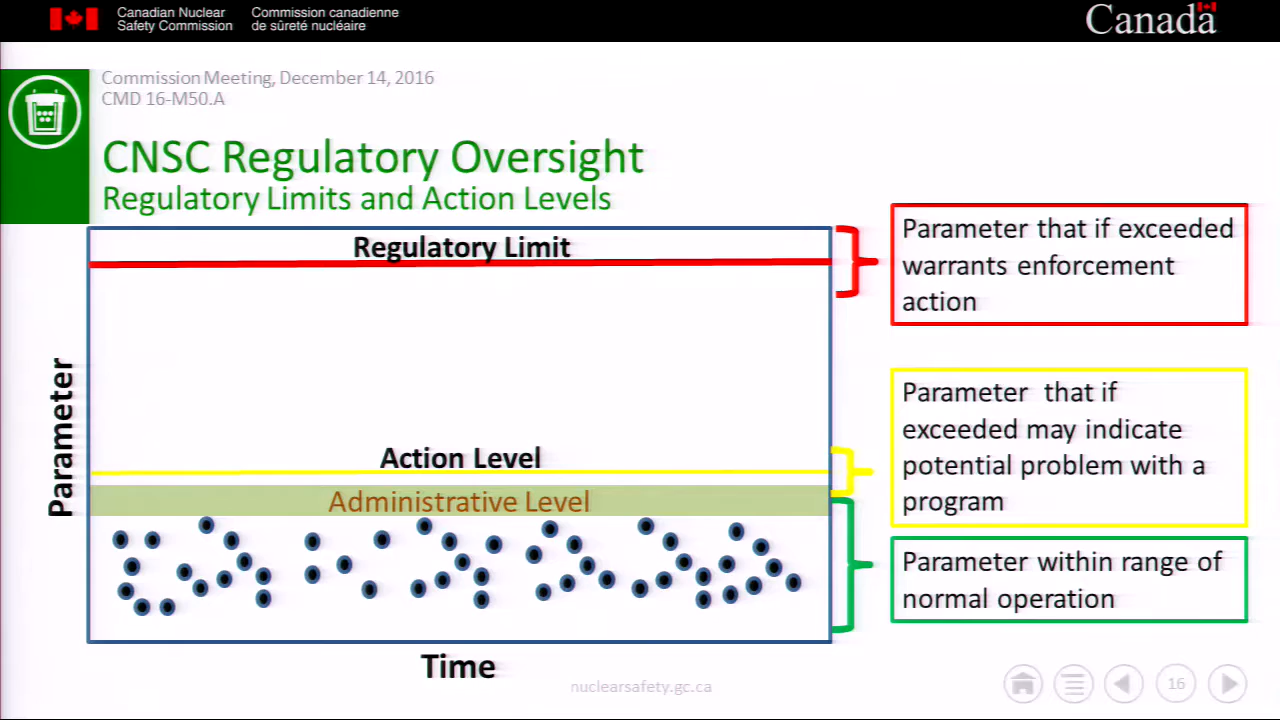 Canadian Nuclear
Safety Commission
Commission canadienne
de sûreté nucléaire
Canada
Commission Meeting, December 14, 2016
CMD 16-M50.A
CNSC Regulatory Oversight
Regulatory Limits and Action Levels
Regulatory Limit
Parameter that if exceeded
warrants enforcement
action
Parameter
Action Level
Administrative Level
Parameter that if
exceeded may indicate
potential problem with a
program
Parameter within range of
normal operation
Time
nuclearsafety.gc.ca
16